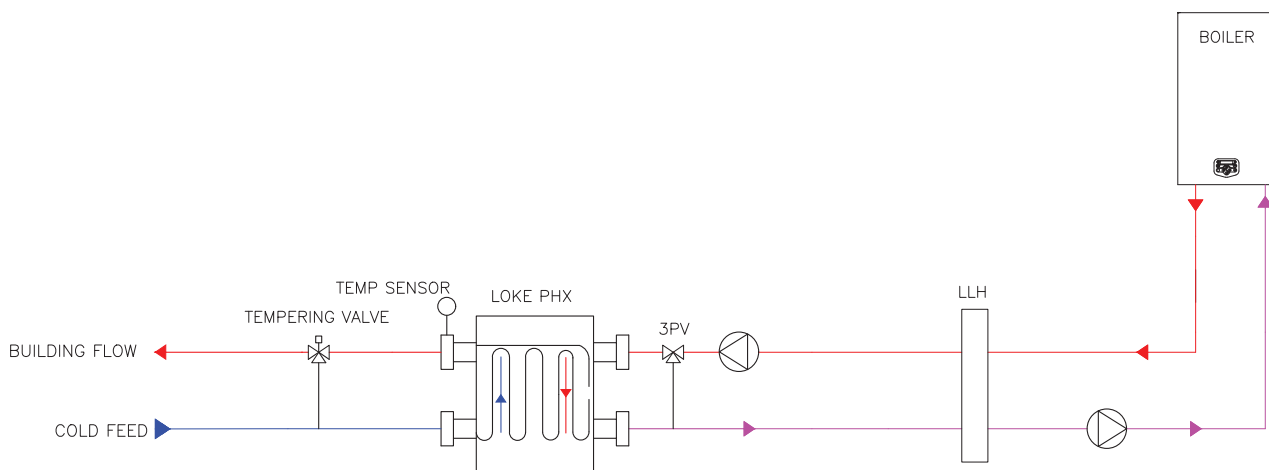 BOILER
TEMP SENSOR
LOKE PHX
LLH
TEMPERING VALVE
3PV
BUILDING FLOW
COLD FEED